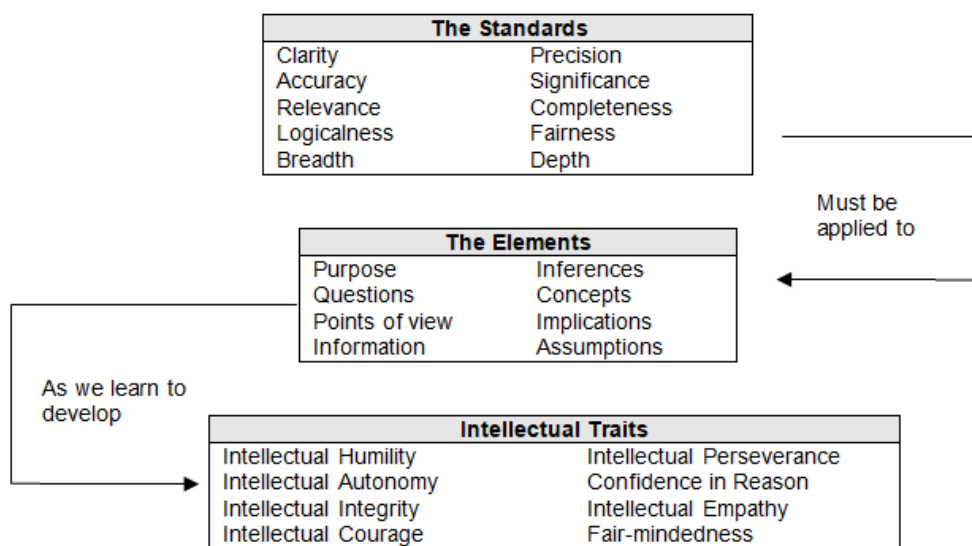 The Standards
Clarity Precision
Accuracy Significance
Relevance Completeness
Logicalness Fairness
Breadth Depth
Must be
applied to
The Elements
Purpose Inferences
Questions Concepts
Points of view Implications
Information Assumptions
As we learn to
develop
Intellectual Traits
Intellectual Humility Intellectual Perseverance
Intellectual Autonomy Confidence in Reason
Intellectual Integrity Intellectual Empathy
Intellectual Courage Fair-mindedness